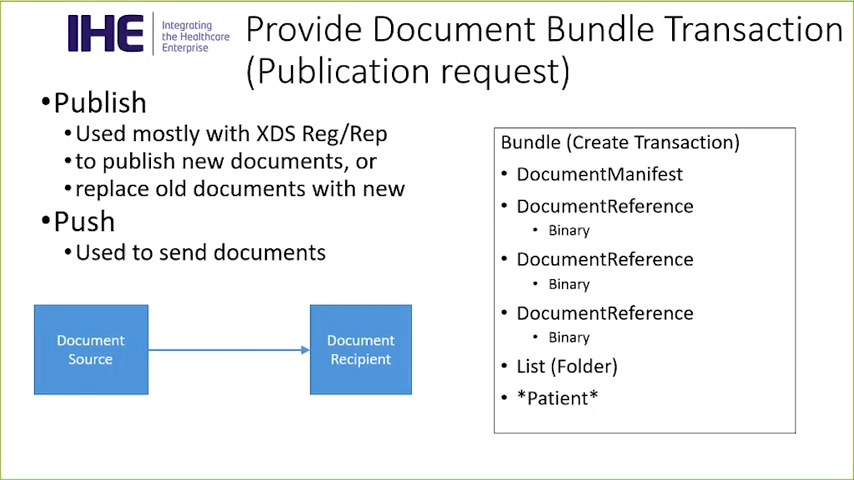 IHE
Integrating
the Healthcare
Enterprise
Provide Document Bundle Transaction
(Publication request)
•Publish
•Used mostly with XDS Reg/Rep
•to publish new documents, or
•replace old documents with new
•Push
•Used to send documents
Document
Source
Document
Recipient
Bundle (Create Transaction)
• DocumentManifest
• DocumentReference
• Binary
• DocumentReference
• Binary
• DocumentReference
• Binary
• List (Folder)
• *Patient*